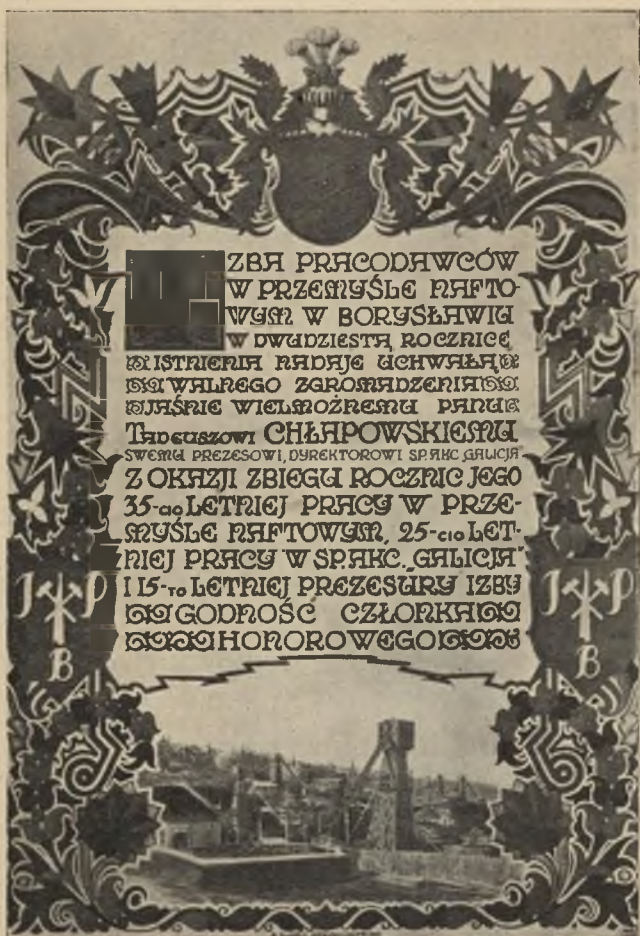 IZBA PRACODAWCÓW
W PRZEMYŚLE NAFTO-
WYM W BORYSŁAWIU
W DWUDZIESTĄ ROCZNICĘ
ISTNIENIA NADAJE UCHWAŁĄ
WALNEGO ZGROMADZENIA
JAŚNIE WIELMOŻNEMU PANU
TADEUSZOWI CHŁAPOWSKIEMU
SWEMU PREZESOWI, DYREKTOROWI SP. AKC. GALICJA"
Z OKAZJI ZBIEGU ROCZNIC JEGO
35-GO LETNIEJ PRACY W PRZE-
MYŚLE NAFTOWYM, 25-CIO LET-
NIEJ PRACY W SP. AKC. „GALICJA"
I 15-TO LETNIEJ PREZESURY IZBY
GODNOŚĆ CZŁONKA
HONOROWEGO
J P
B
J P
B